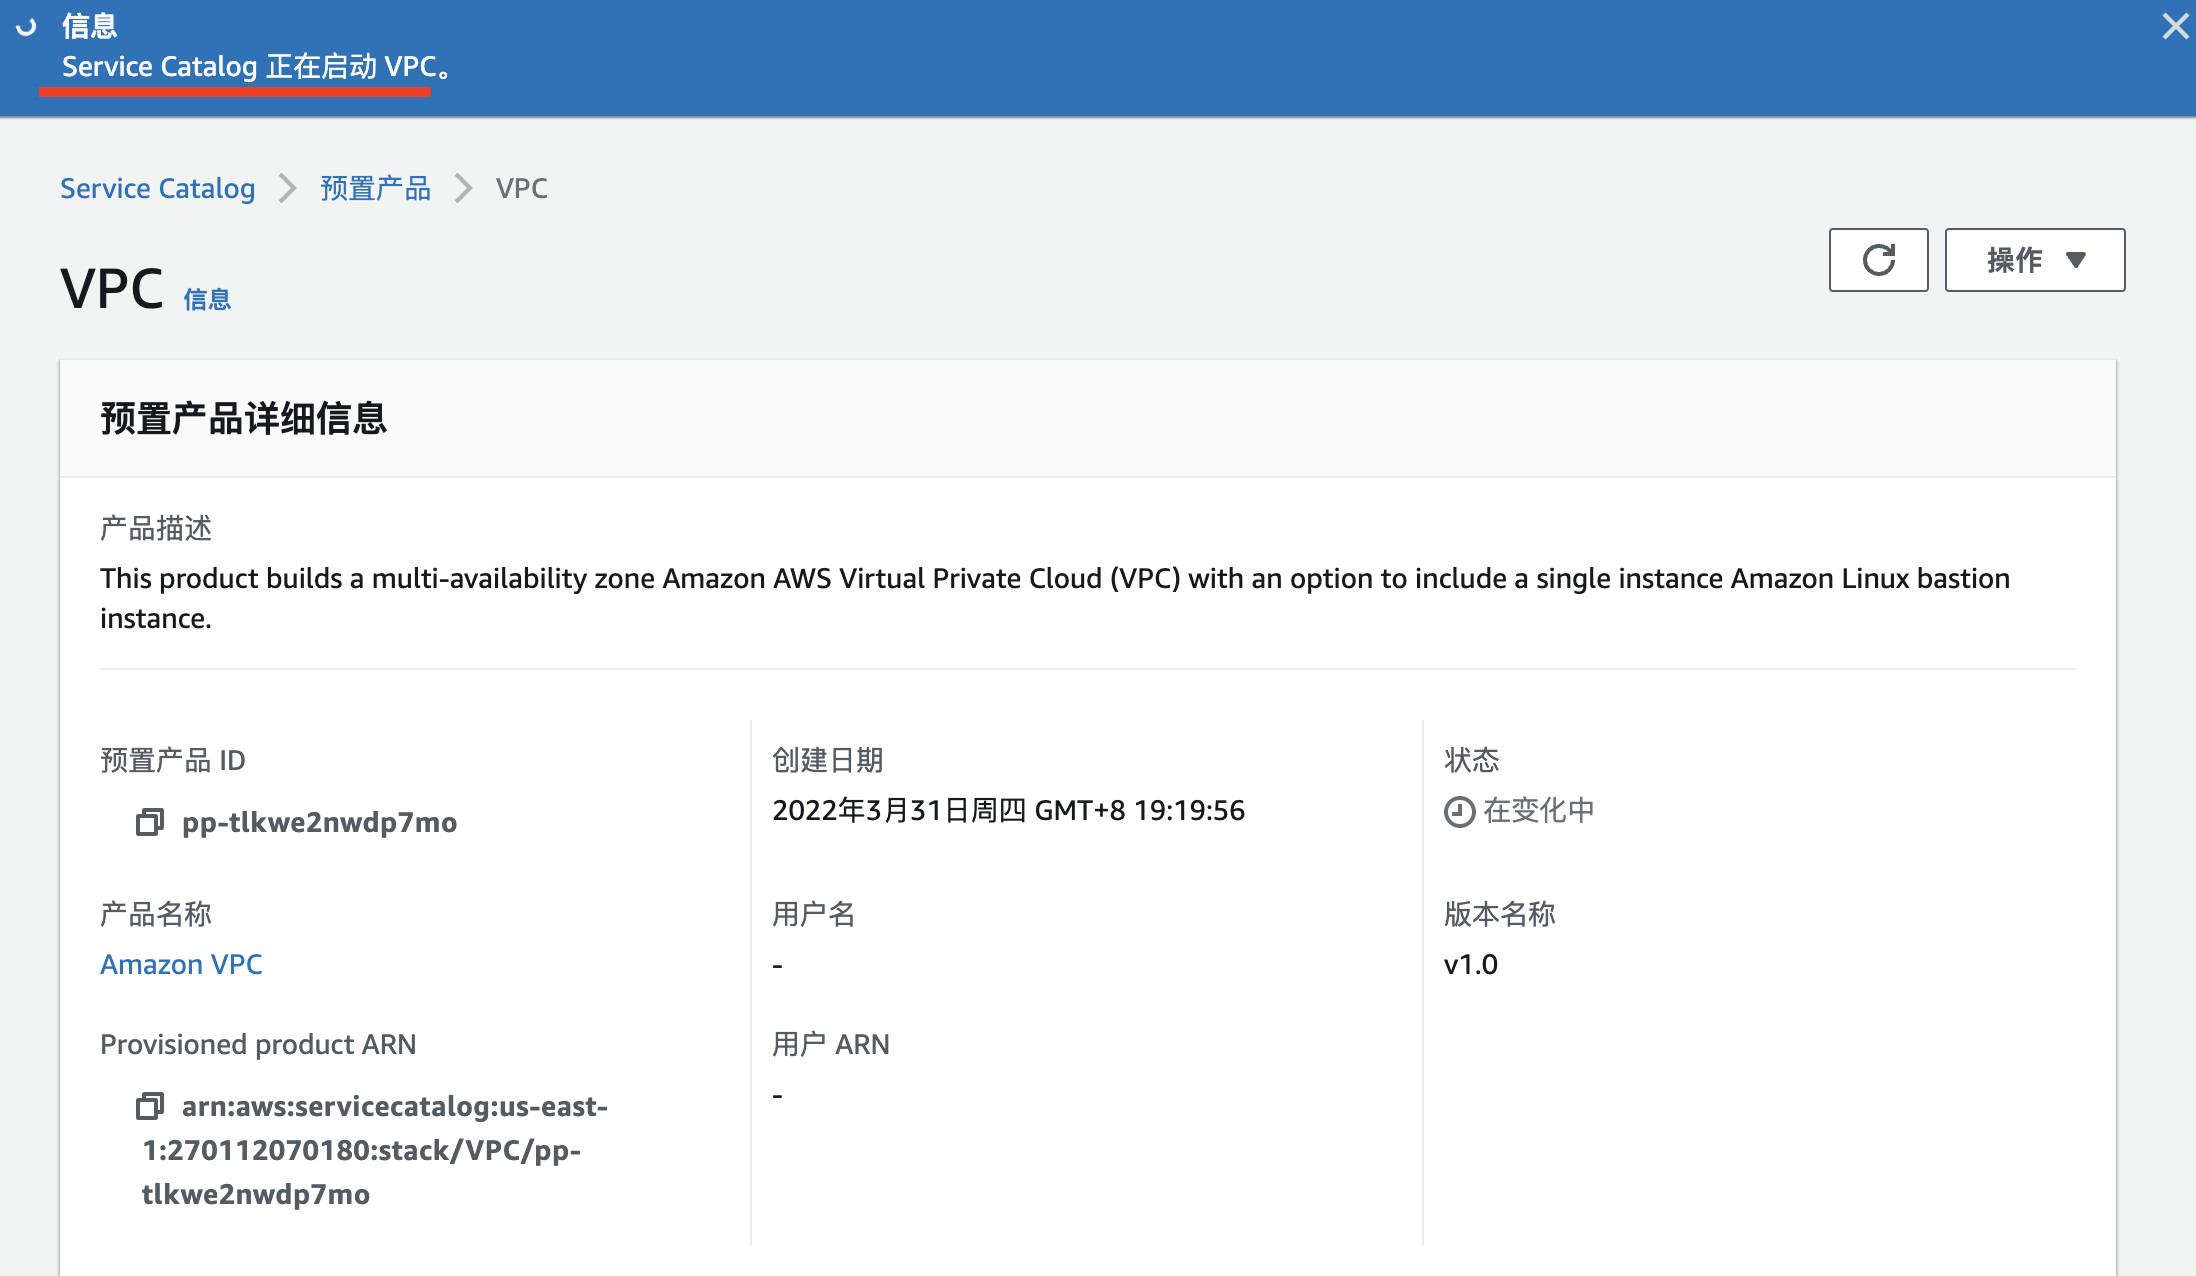 信息
Service Catalog 正在启动 VPC。
Service Catalog 预置产品 VPC
VPC 信息
操作
预置产品详细信息
产品描述
This product builds a multi-availability zone Amazon AWS Virtual Private Cloud (VPC) with an option to include a single instance Amazon Linux bastion
instance.
预置产品 ID
pp-tlkwe2nwdp7mo
创建日期
2022年3月31日周四 GMT+8 19:19:56
状态
在变化中
产品名称
Amazon VPC
用户名
-
版本名称
v1.0
Provisioned product ARN
arn:aws:servicecatalog:us-east-
1:270112070180:stack/VPC/pp-
tlkwe2nwdp7mo
用户 ARN
-